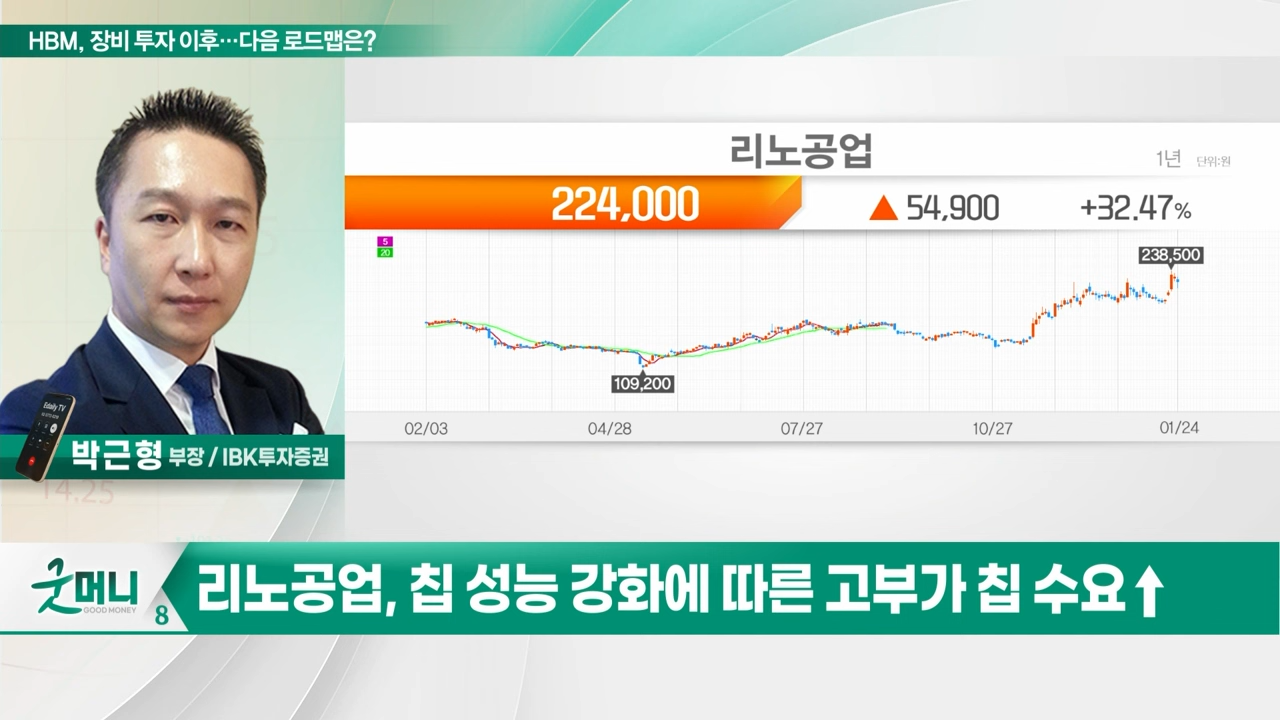 HBM, 장비 투자 이후…다음 로드맵은?
리노공업
1년 단위:원
224,000 ▲ 54,900 +32.47%
5
20
238,500
109,200
02/03 04/28 07/27 10/27 01/24
Edaily TV
박근형 부장 / IBK투자증권
14.25
굿머니
GOOD MONEY
8
리노공업, 칩 성능 강화에 따른 고부가 칩 수요⬆